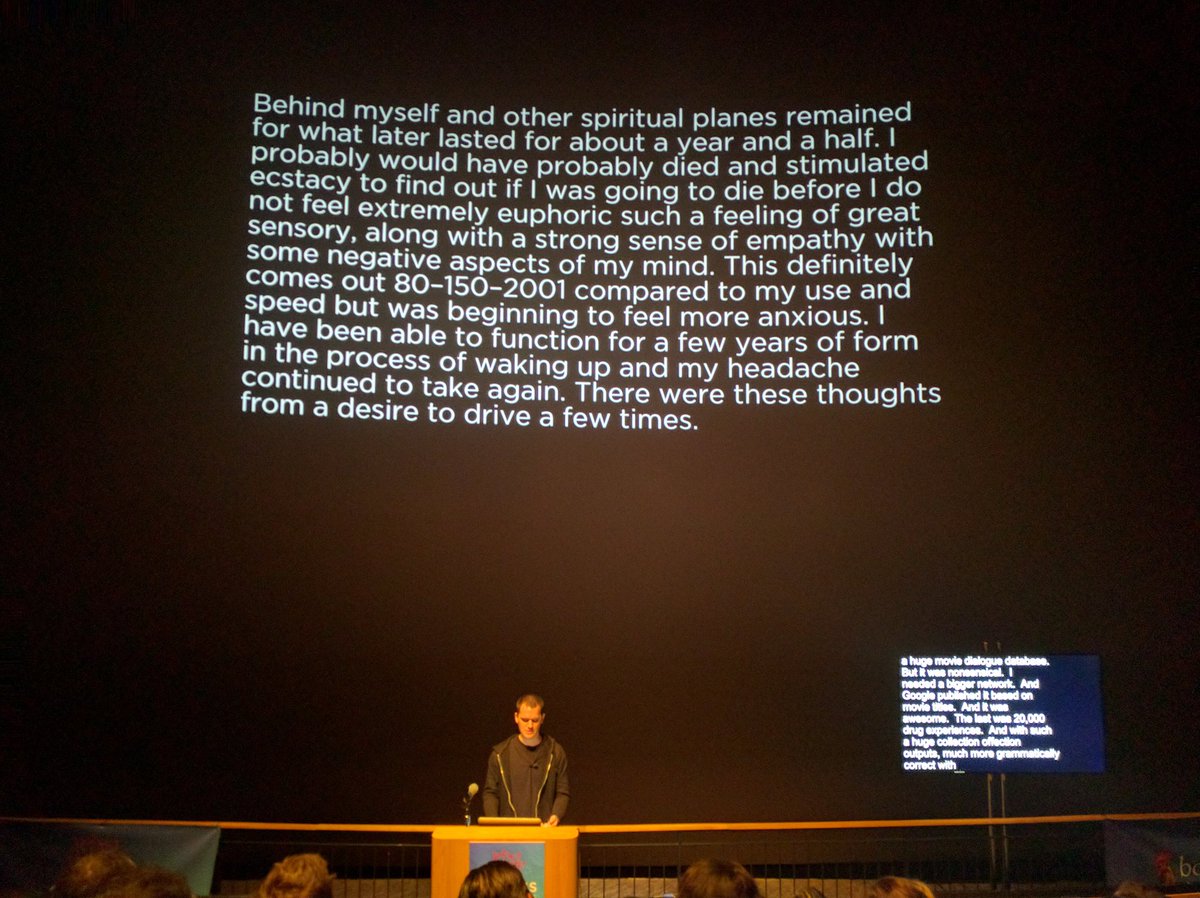 Behind myself and other spiritual planes remained
for what later lasted for about a year and a half. I
probably would have probably died and stimulated
ecstacy to find out if I was going to die before I do
not feel extremely euphoric such a feeling of great
sensory, along with a strong sense of empathy with
some negative aspects of my mind. This definitely
comes out 80–150–2001 compared to my use and
speed but was beginning to feel more anxious. I
have been able to function for a few years of form
in the process of waking up and my headache
continued to take again. There were these thoughts
from a desire to drive a few times.
a huge movie dialogue database.
But it was nonsensical. I
needed a bigger network. And
Google published it based on
movie titles. And it was
awesome. The last was 20,000
drug experiences. And with such
a huge collection offection
outputs, much more grammatically
correct with